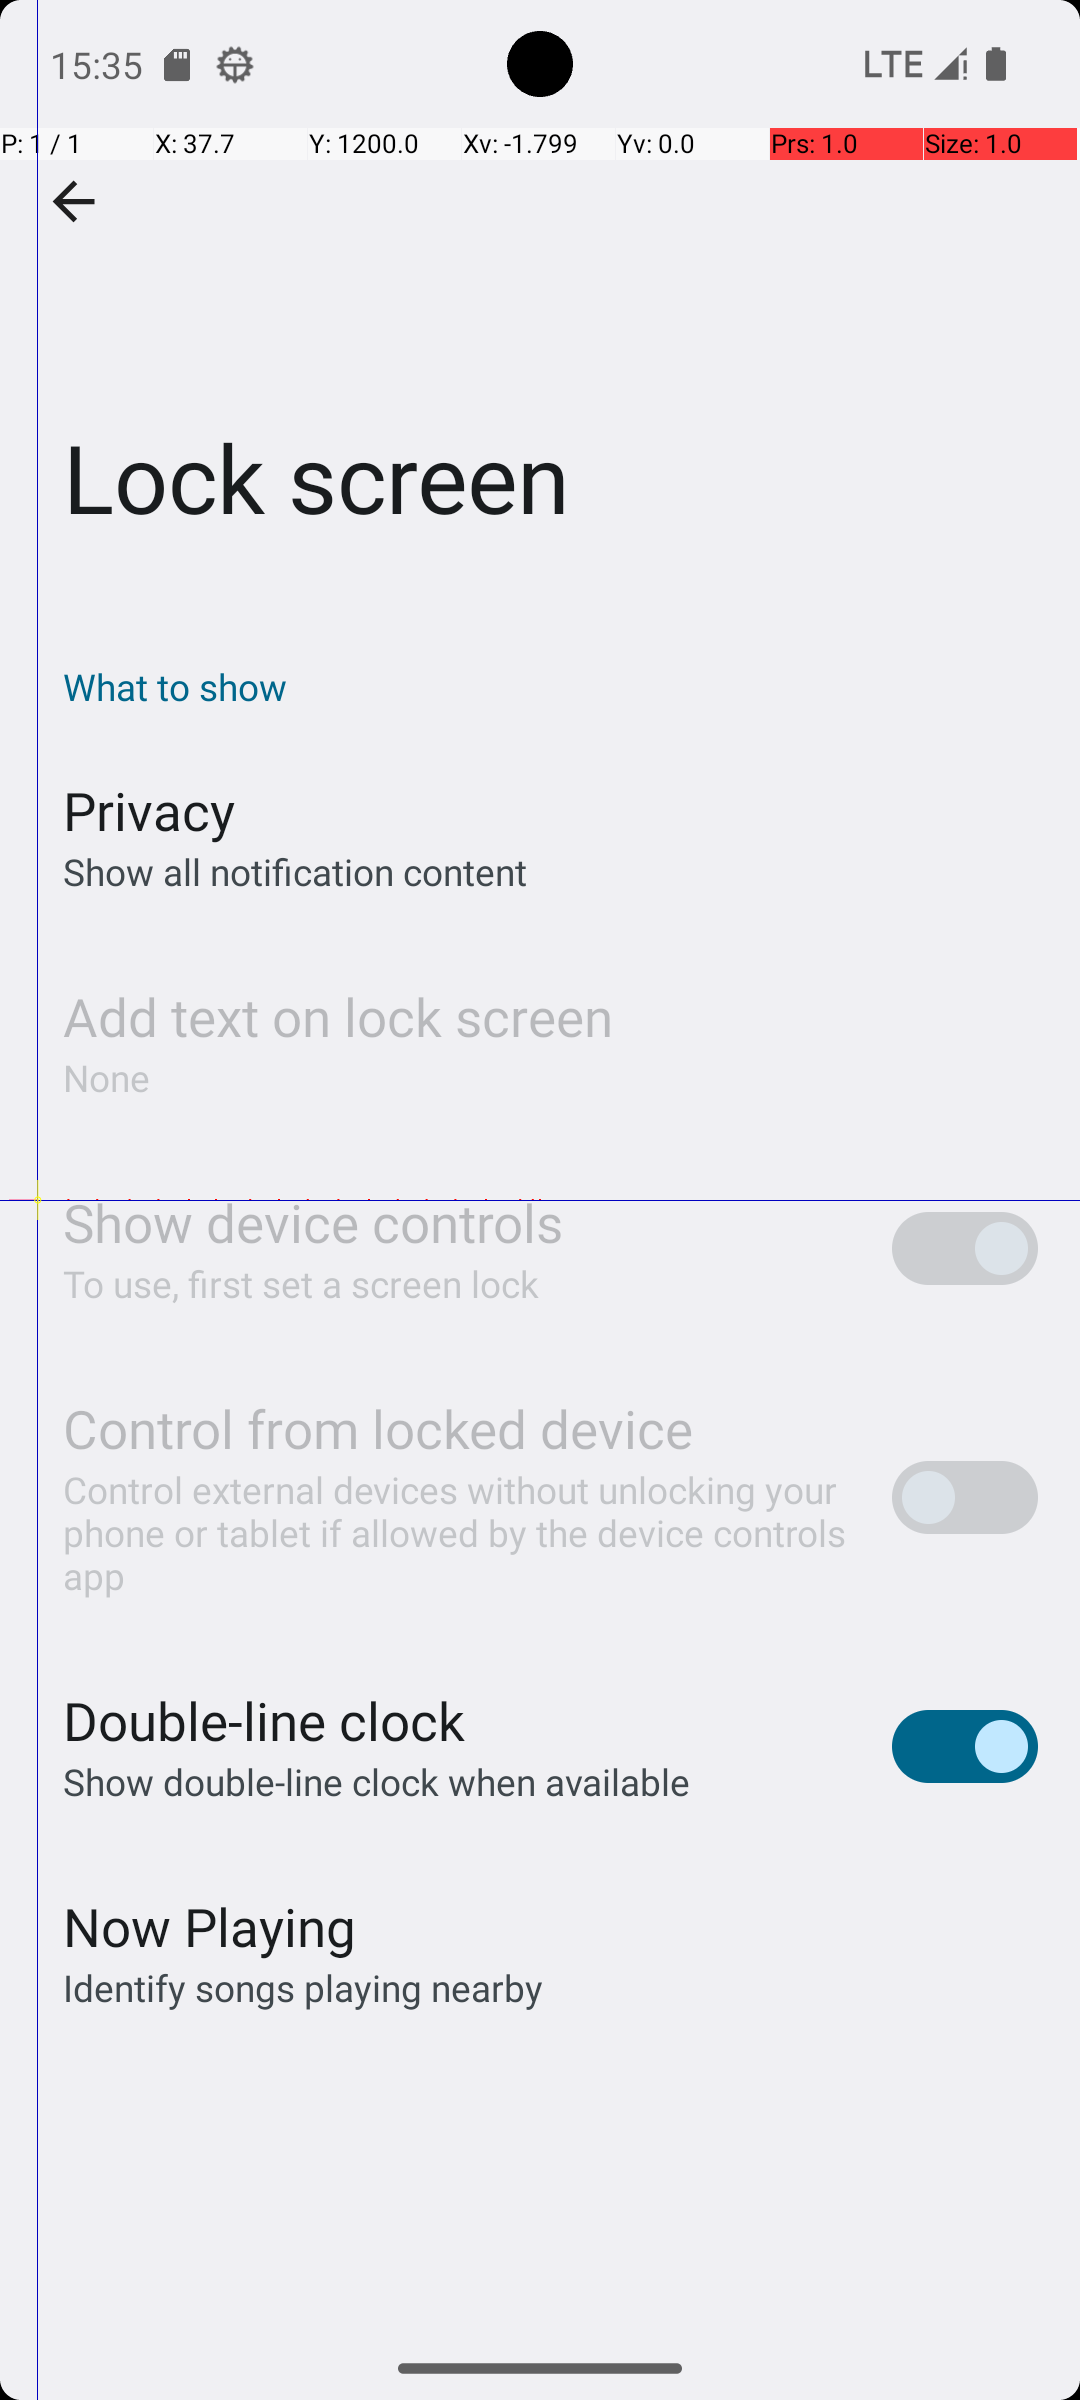 15:35
LTE
P: 1 / 1 X: 37.7 Y: 1200.0 Xv: -1.799 Yv: 0.0 Prs: 1.0 Size: 1.0
Lock screen
What to show
Privacy
Show all notification content
Add text on lock screen
None
Show device controls
To use, first set a screen lock
Control from locked device
Control external devices without unlocking your
phone or tablet if allowed by the device controls
app
Double-line clock
Show double-line clock when available
Now Playing
Identify songs playing nearby